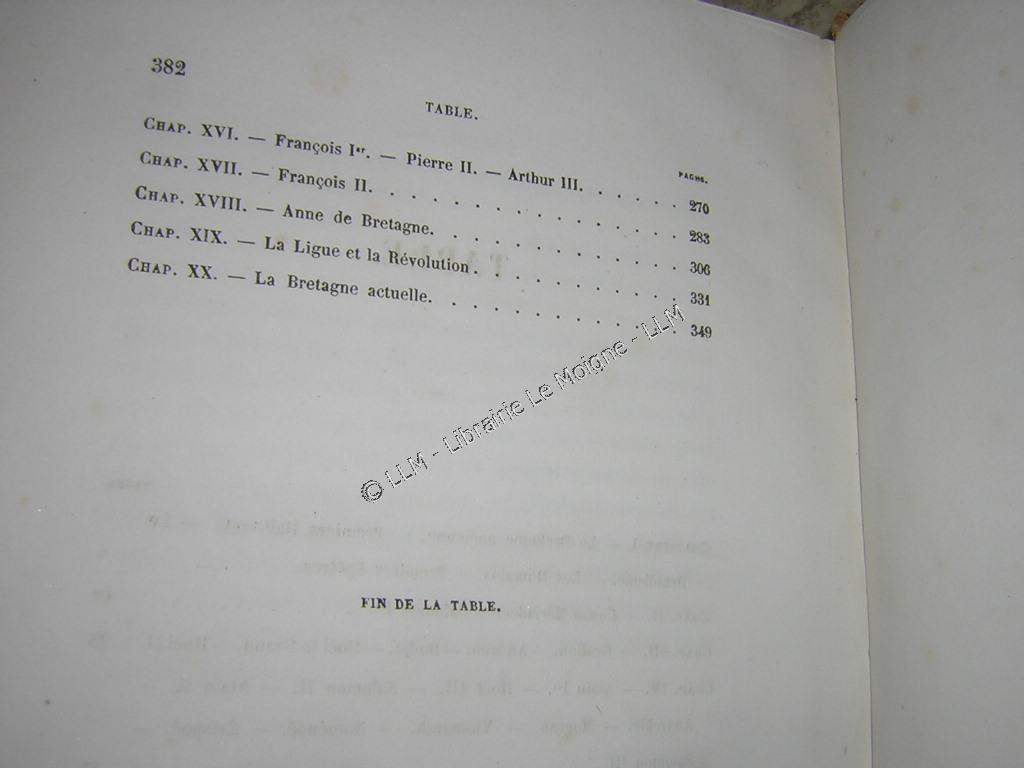 382
TABLE.
PAGES.
CHAP. XVI. — François Ier. — Pierre II. — Arthur III. . . . . . 270
CHAP. XVII. — François II. . . . . . . . . . . . . . 283
CHAP. XVIII. — Anne de Bretagne. . . . . . . . . . . . 306
CHAP. XIX. — La Ligue et la Révolution. . . . . . . . . . 331
CHAP. XX. — La Bretagne actuelle. . . . . . . . . . . . 349
© LLM - Librairie Le Moigne - LLM
FIN DE LA TABLE.